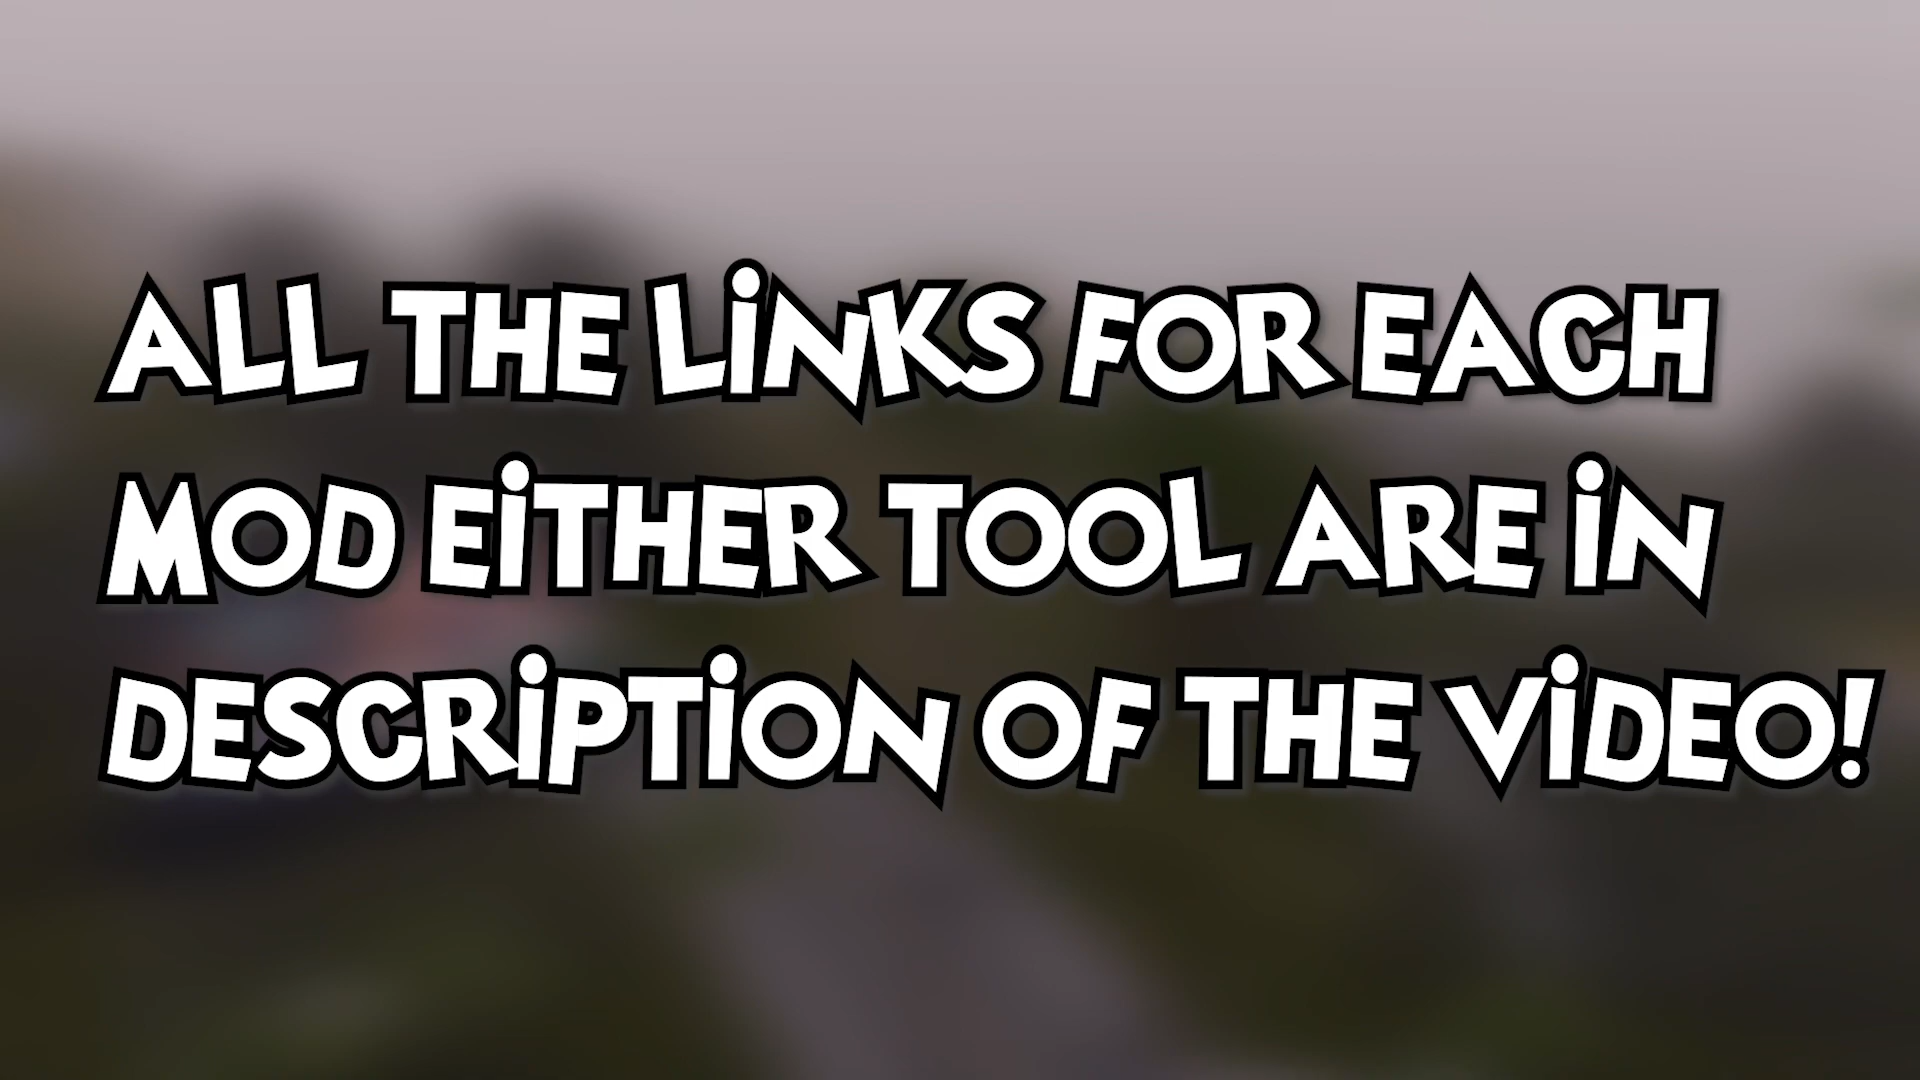 ALL THE LiNKS FOR EACH
MOD EiTHER TOOL ARE iN
DESCRiPTiON OF THE ViDEO!